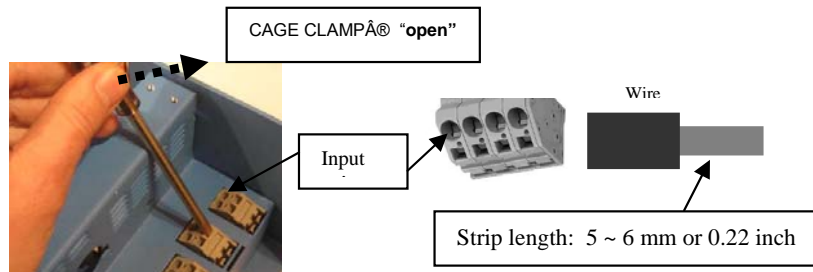 CAGE CLAMPÂ® “open”
Wire
Input
Strip length: 5 ~ 6 mm or 0.22 inch